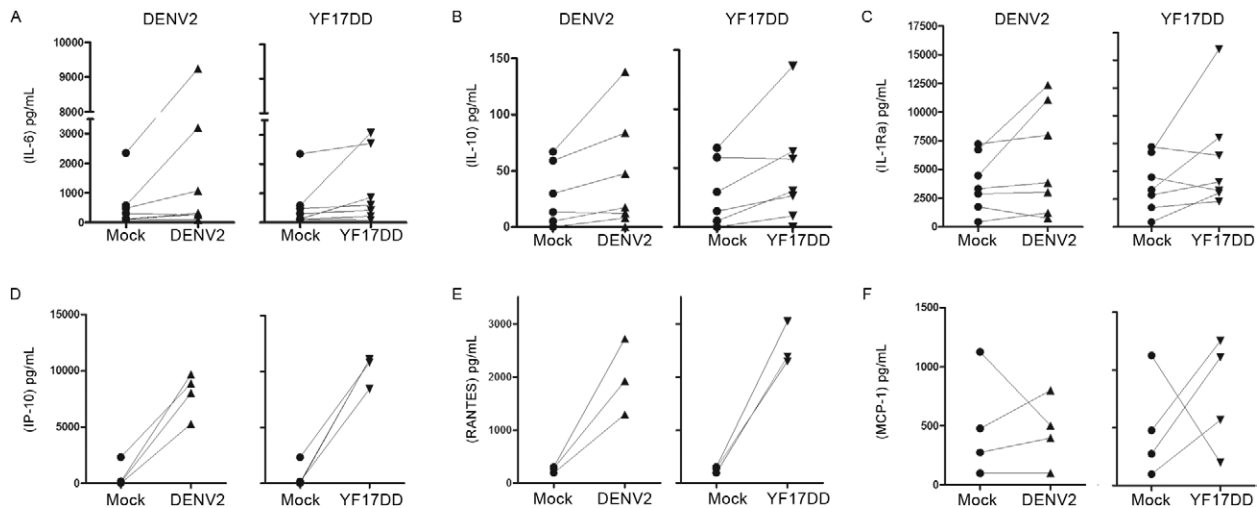 A
DENV2
YF17DD
(IL-6) pg/mL
10000
9000
8000
3000
2000
1000
0
Mock DENV2
Mock YF17DD
B
DENV2
YF17DD
(IL-10) pg/mL
150
100
50
0
Mock DENV2
Mock YF17DD
C
DENV2
YF17DD
(IL-1Ra) pg/mL
17500
15000
12500
10000
7500
5000
2500
0
Mock DENV2
Mock YF17DD
D
(IP-10) pg/mL
15000
10000
5000
0
Mock DENV2
Mock YF17DD
E
(RANTES) pg/mL
3000
2000
1000
0
Mock DENV2
Mock YF17DD
F
(MCP-1) pg/mL
1500
1000
500
0
Mock DENV2
Mock YF17DD